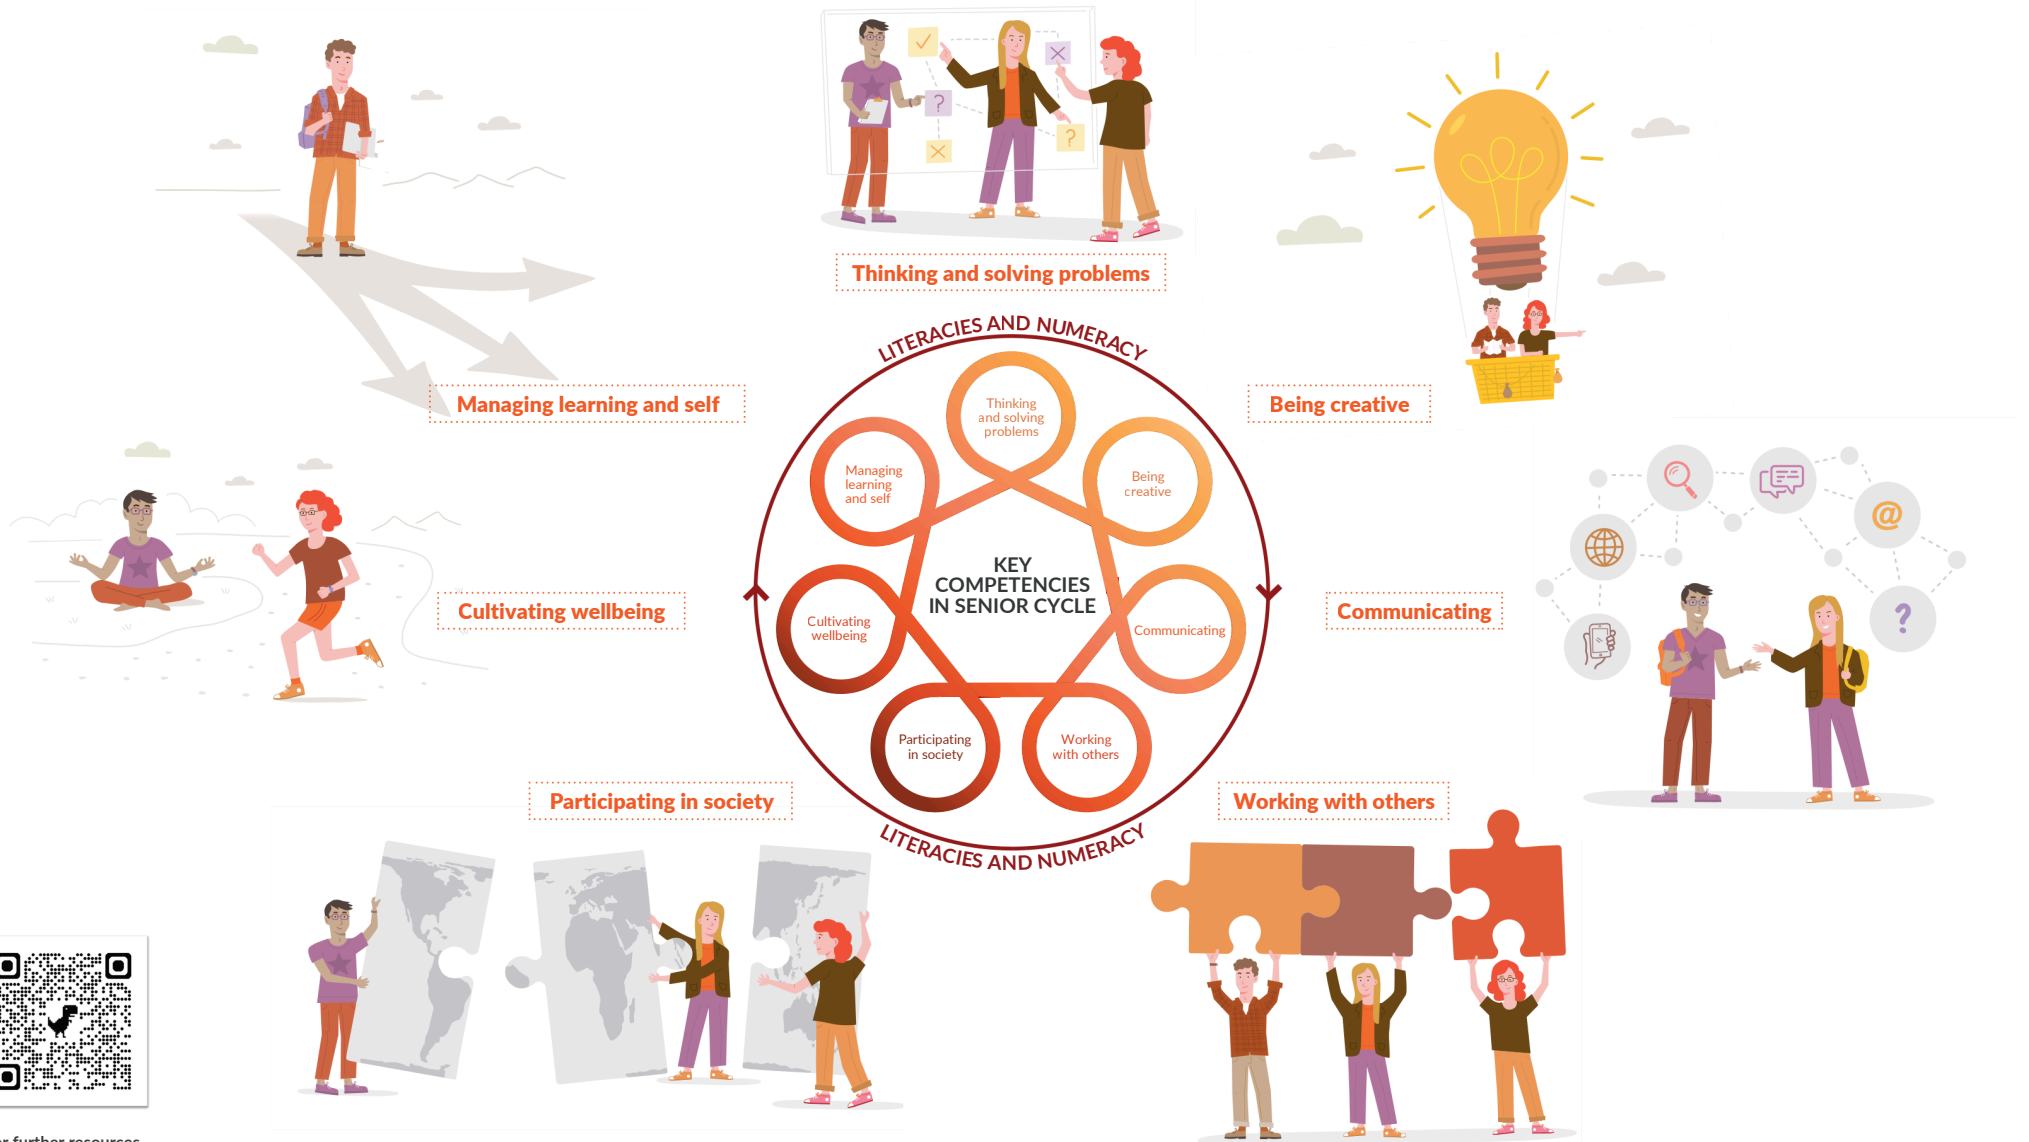 Thinking and solving problems
LITERACIES AND NUMERACY
Managing learning and self
Being creative
Thinking
and solving
problems
Managing
learning
and self
Being
creative
@
KEY
COMPETENCIES
IN SENIOR CYCLE
Cultivating wellbeing
Communicating
Cultivating
wellbeing
Communicating
?
Participating
in society
Working
with others
Participating in society
Working with others
LITERACIES AND NUMERACY
?
?
further resources